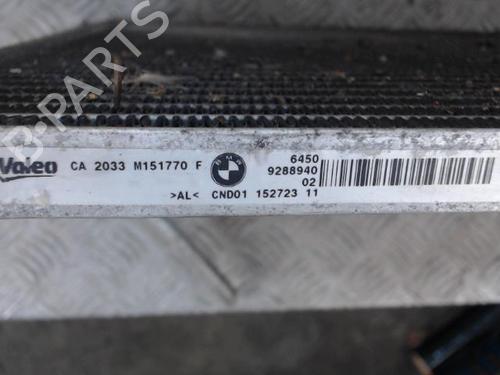 B-PARTS
Valeo CA 2033 M151770 F BMW 6450
9288940
02
>AL< CND01 152723 11